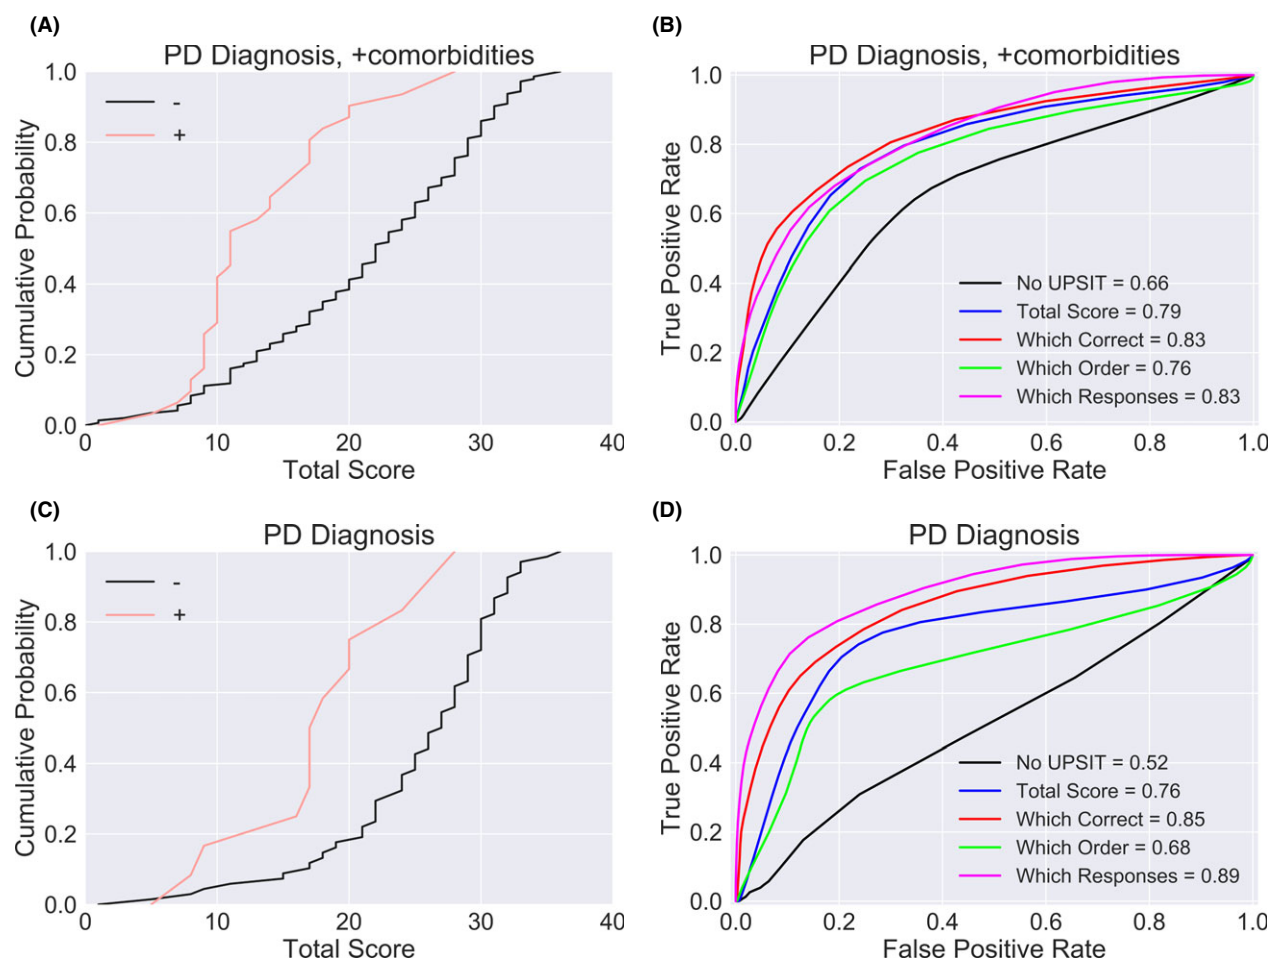 (A)
PD Diagnosis, +comorbidities
1.0
0.8
0.6
0.4
0.2
0.0
Cumulative Probability
-
+
0 10 20 30 40
Total Score
(B)
PD Diagnosis, +comorbidities
1.0
0.8
0.6
0.4
0.2
0.0
True Positive Rate
No UPSIT = 0.66
Total Score = 0.79
Which Correct = 0.83
Which Order = 0.76
Which Responses = 0.83
0.0 0.2 0.4 0.6 0.8 1.0
False Positive Rate
(C)
PD Diagnosis
1.0
0.8
0.6
0.4
0.2
0.0
Cumulative Probability
-
+
0 10 20 30 40
Total Score
(D)
PD Diagnosis
1.0
0.8
0.6
0.4
0.2
0.0
True Positive Rate
No UPSIT = 0.52
Total Score = 0.76
Which Correct = 0.85
Which Order = 0.68
Which Responses = 0.89
0.0 0.2 0.4 0.6 0.8 1.0
False Positive Rate